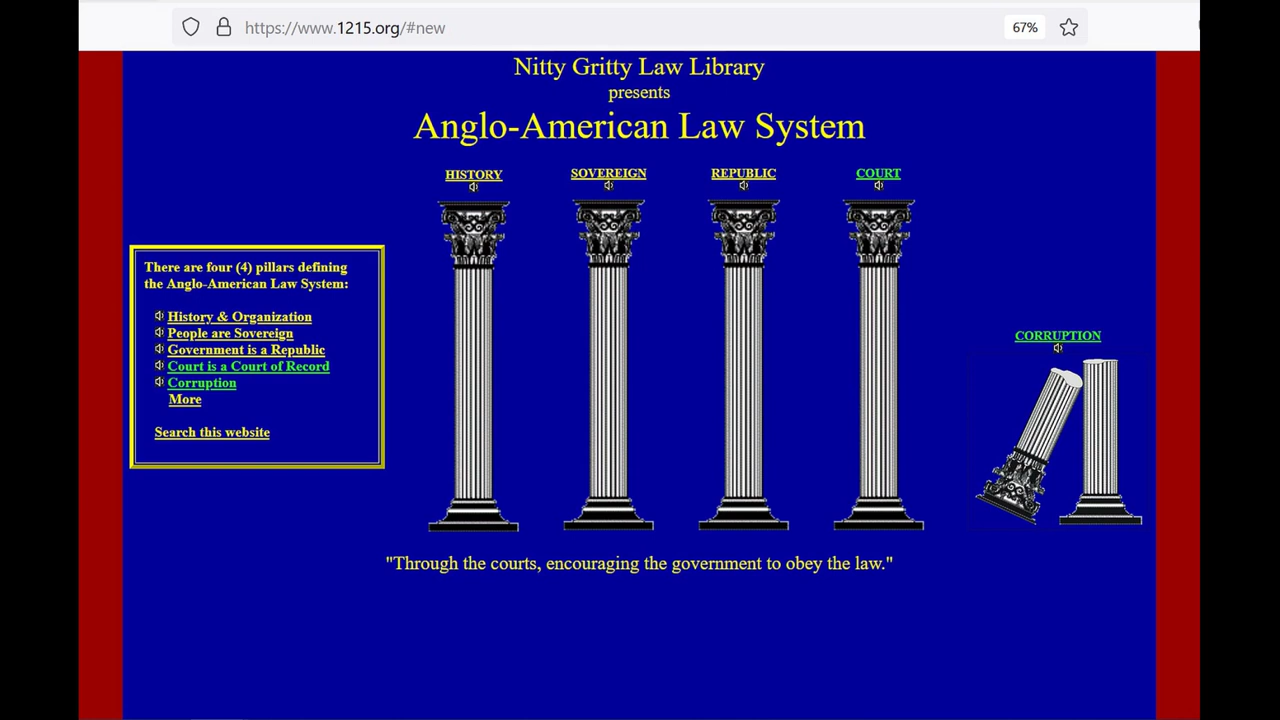 https://www.1215.org/#new
67%
Nitty Gritty Law Library
presents
Anglo-American Law System
HISTORY
SOVEREIGN
REPUBLIC
COURT
There are four (4) pillars defining
the Anglo-American Law System:
History & Organization
People are Sovereign
Government is a Republic
Court is a Court of Record
Corruption
More
Search this website
CORRUPTION
"Through the courts, encouraging the government to obey the law."